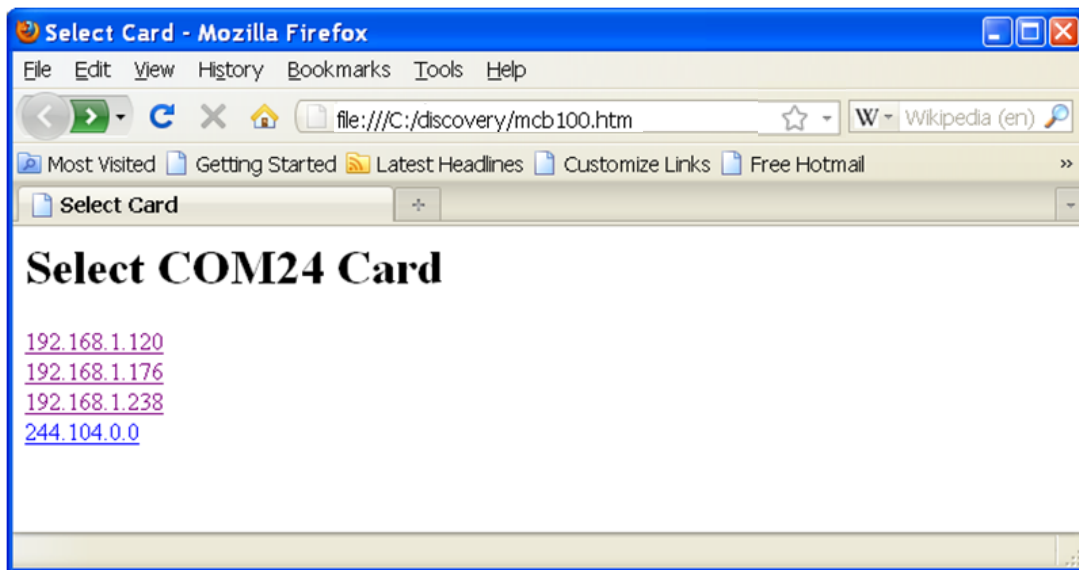 Select Card - Mozilla Firefox
File Edit View History Bookmarks Tools Help
file:///C:/discovery/mcb100.htm W Wikipedia (en)
Most Visited Getting Started Latest Headlines Customize Links Free Hotmail »
Select Card
Select COM24 Card
192.168.1.120
192.168.1.176
192.168.1.238
244.104.0.0